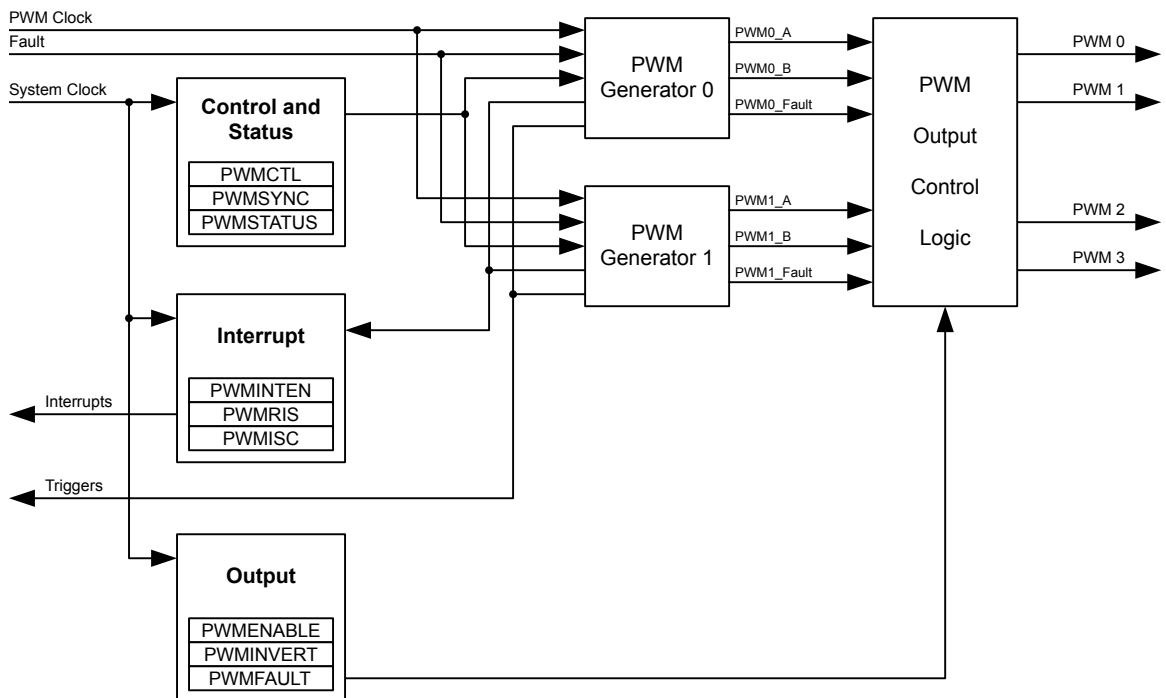 PWM Clock
Fault
System Clock
Control and
Status
PWMCTL
PWMSYNC
PWMSTATUS
Interrupt
PWMINTEN
PWMRIS
PWMISC
Interrupts
Triggers
Output
PWMENABLE
PWMINVERT
PWMFAULT
PWM
Generator 0
PWM0_A
PWM0_B
PWM0_Fault
PWM
Generator 1
PWM1_A
PWM1_B
PWM1_Fault
PWM
Output
Control
Logic
PWM 0
PWM 1
PWM 2
PWM 3